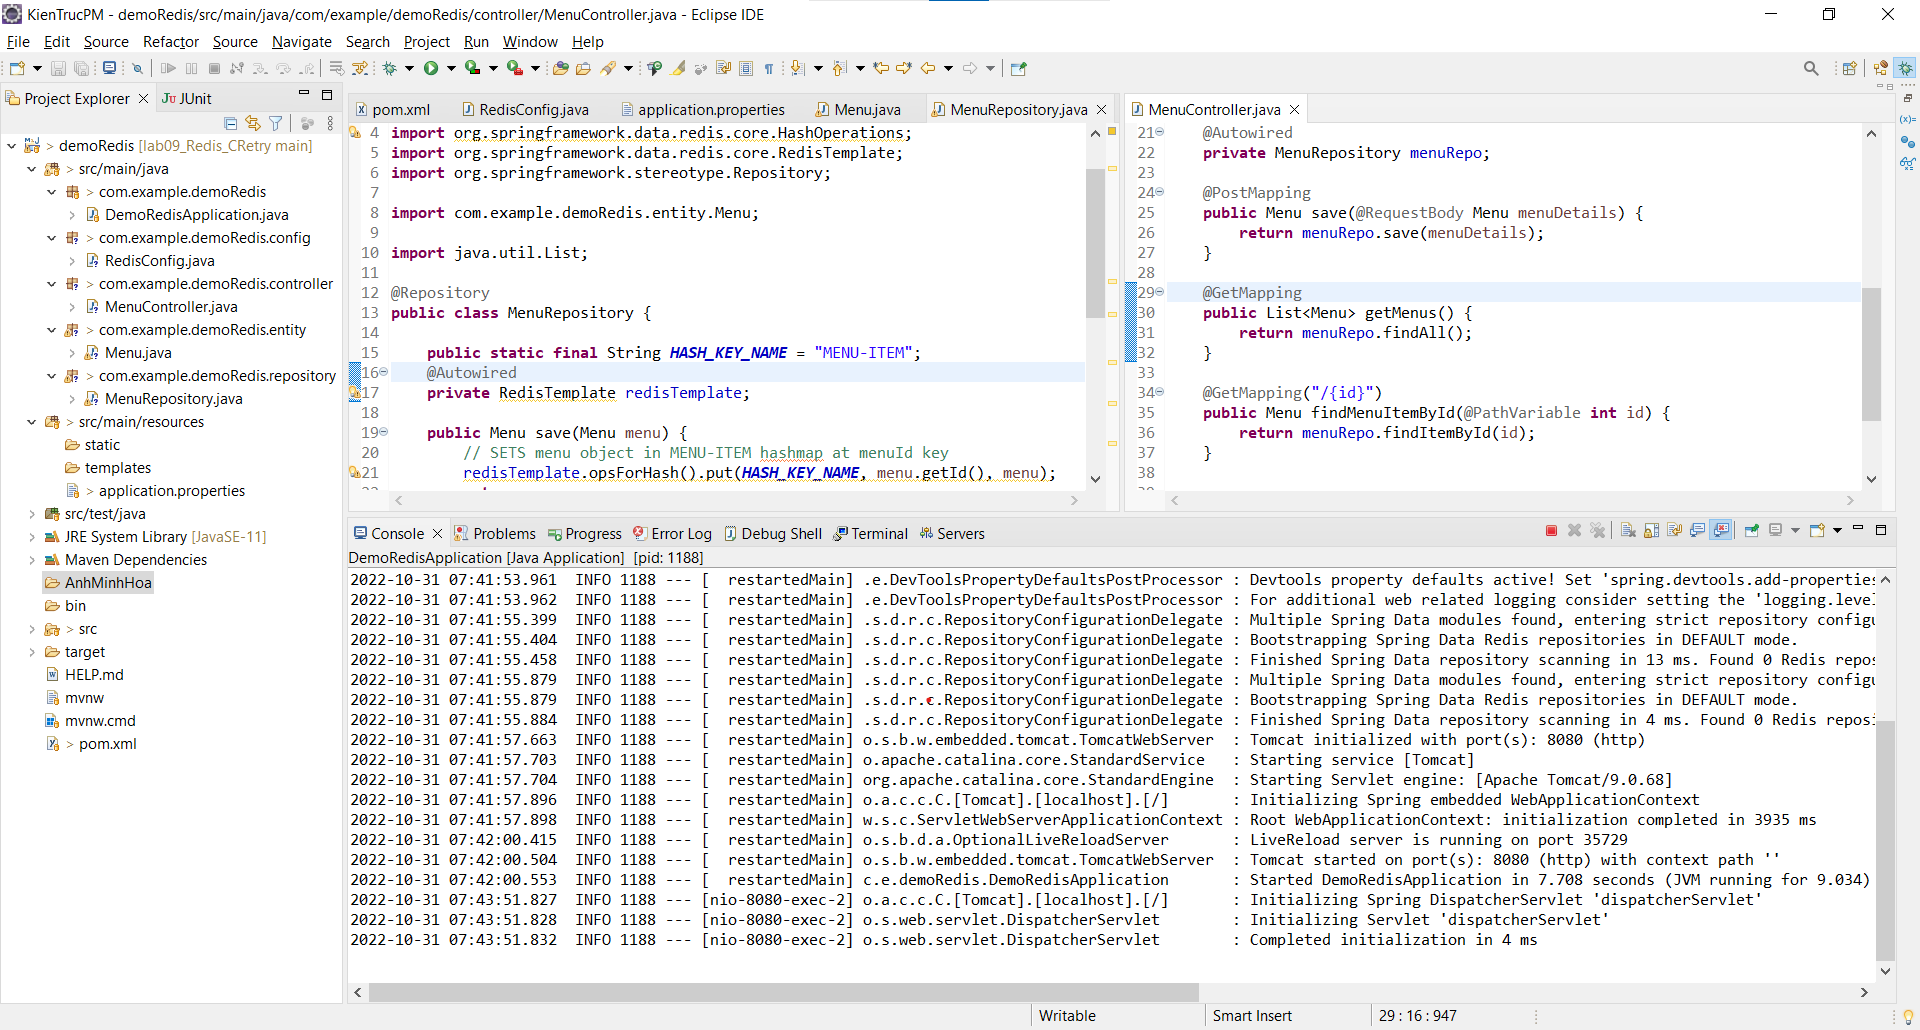 KienTrucPM - demoRedis/src/main/java/com/example/demoRedis/controller/MenuController.java - Eclipse IDE
File Edit Source Refactor Source Navigate Search Project Run Window Help
Project Explorer JUnit
demoRedis [lab09_Redis_CRetry main]
> src/main/java
> com.example.demoRedis
DemoRedisApplication.java
> com.example.demoRedis.config
RedisConfig.java
> com.example.demoRedis.controller
MenuController.java
> com.example.demoRedis.entity
Menu.java
> com.example.demoRedis.repository
MenuRepository.java
> src/main/resources
static
templates
> application.properties
src/test/java
JRE System Library [JavaSE-11]
Maven Dependencies
AnhMinhHoa
bin
> src
target
HELP.md
mvnw
mvnw.cmd
> pom.xml
pom.xml RedisConfig.java application.properties Menu.java MenuRepository.java
4 import org.springframework.data.redis.core.HashOperations;
5 import org.springframework.data.redis.core.RedisTemplate;
6 import org.springframework.stereotype.Repository;
7
8 import com.example.demoRedis.entity.Menu;
9
10 import java.util.List;
11
12 @Repository
13 public class MenuRepository {
14
15 public static final String HASH_KEY_NAME = "MENU-ITEM";
16 @Autowired
17 private RedisTemplate redisTemplate;
18
19 public Menu save(Menu menu) {
20 // SETS menu object in MENU-ITEM hashmap at menuId key
21 redisTemplate.opsForHash().put(HASH_KEY_NAME, menu.getId(), menu);
MenuController.java
21 @Autowired
22 private MenuRepository menuRepo;
23
24 @PostMapping
25 public Menu save(@RequestBody Menu menuDetails) {
26 return menuRepo.save(menuDetails);
27 }
28
29 @GetMapping
30 public List<Menu> getMenus() {
31 return menuRepo.findAll();
32 }
33
34 @GetMapping("/{id}")
35 public Menu findMenuItemById(@PathVariable int id) {
36 return menuRepo.findItemById(id);
37 }
38
Console Problems Progress Error Log Debug Shell Terminal Servers
DemoRedisApplication [Java Application] [pid: 1188]
2022-10-31 07:41:53.961 INFO 1188 --- [ restartedMain] .e.DevToolsPropertyDefaultsPostProcessor : Devtools property defaults active! Set 'spring.devtools.add-properties
2022-10-31 07:41:53.962 INFO 1188 --- [ restartedMain] .e.DevToolsPropertyDefaultsPostProcessor : For additional web related logging consider setting the 'logging.leve
2022-10-31 07:41:55.399 INFO 1188 --- [ restartedMain] .s.d.r.c.RepositoryConfigurationDelegate : Multiple Spring Data modules found, entering strict repository configu
2022-10-31 07:41:55.404 INFO 1188 --- [ restartedMain] .s.d.r.c.RepositoryConfigurationDelegate : Bootstrapping Spring Data Redis repositories in DEFAULT mode.
2022-10-31 07:41:55.458 INFO 1188 --- [ restartedMain] .s.d.r.c.RepositoryConfigurationDelegate : Finished Spring Data repository scanning in 13 ms. Found 0 Redis repos
2022-10-31 07:41:55.879 INFO 1188 --- [ restartedMain] .s.d.r.c.RepositoryConfigurationDelegate : Multiple Spring Data modules found, entering strict repository configu
2022-10-31 07:41:55.879 INFO 1188 --- [ restartedMain] .s.d.r.c.RepositoryConfigurationDelegate : Bootstrapping Spring Data Redis repositories in DEFAULT mode.
2022-10-31 07:41:55.884 INFO 1188 --- [ restartedMain] .s.d.r.c.RepositoryConfigurationDelegate : Finished Spring Data repository scanning in 4 ms. Found 0 Redis reposi
2022-10-31 07:41:57.663 INFO 1188 --- [ restartedMain] o.s.b.w.embedded.tomcat.TomcatWebServer : Tomcat initialized with port(s): 8080 (http)
2022-10-31 07:41:57.703 INFO 1188 --- [ restartedMain] o.apache.catalina.core.StandardService : Starting service [Tomcat]
2022-10-31 07:41:57.704 INFO 1188 --- [ restartedMain] org.apache.catalina.core.StandardEngine : Starting Servlet engine: [Apache Tomcat/9.0.68]
2022-10-31 07:41:57.896 INFO 1188 --- [ restartedMain] o.a.c.c.C.[Tomcat].[localhost].[/] : Initializing Spring embedded WebApplicationContext
2022-10-31 07:41:57.898 INFO 1188 --- [ restartedMain] w.s.c.ServletWebServerApplicationContext : Root WebApplicationContext: initialization completed in 3935 ms
2022-10-31 07:42:00.415 INFO 1188 --- [ restartedMain] o.s.b.d.a.OptionalLiveReloadServer : LiveReload server is running on port 35729
2022-10-31 07:42:00.504 INFO 1188 --- [ restartedMain] o.s.b.w.embedded.tomcat.TomcatWebServer : Tomcat started on port(s): 8080 (http) with context path ''
2022-10-31 07:42:00.553 INFO 1188 --- [ restartedMain] c.e.demoRedis.DemoRedisApplication : Started DemoRedisApplication in 7.708 seconds (JVM running for 9.034)
2022-10-31 07:43:51.827 INFO 1188 --- [nio-8080-exec-2] o.a.c.c.C.[Tomcat].[localhost].[/] : Initializing Spring DispatcherServlet 'dispatcherServlet'
2022-10-31 07:43:51.828 INFO 1188 --- [nio-8080-exec-2] o.s.web.servlet.DispatcherServlet : Initializing Servlet 'dispatcherServlet'
2022-10-31 07:43:51.832 INFO 1188 --- [nio-8080-exec-2] o.s.web.servlet.DispatcherServlet : Completed initialization in 4 ms
Writable Smart Insert 29 : 16 : 947